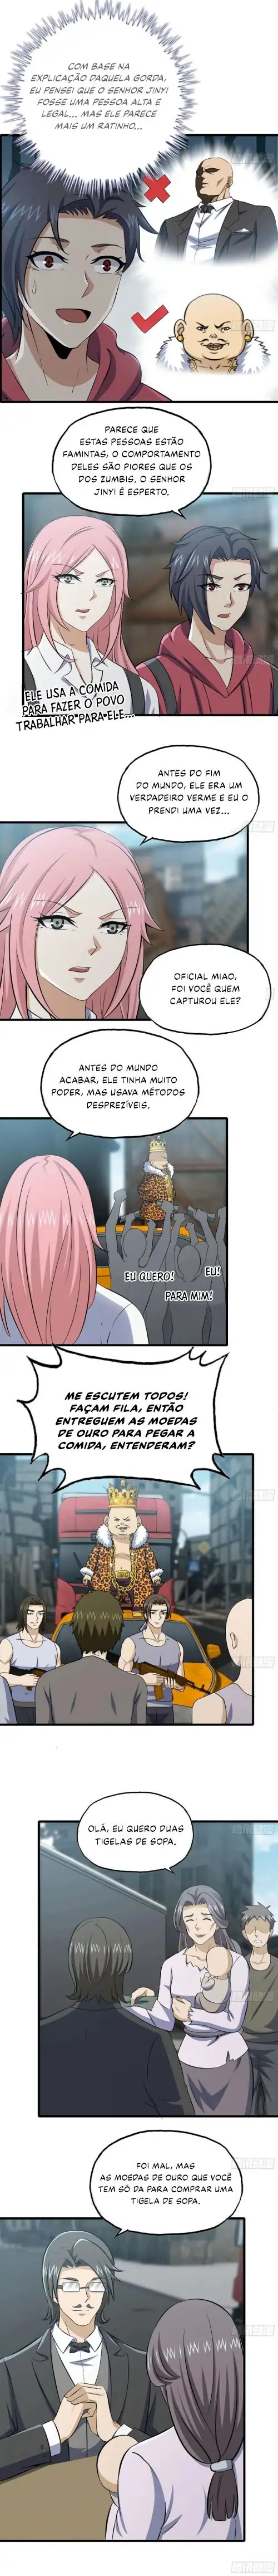 COM BASE NA
EXPLICAÇÃO DAQUELA GORDA,
EU PENSEI QUE O SENHOR JINYI
FOSSE UMA PESSOA ALTA E
LEGAL... MAS ELE PARECE
MAIS UM RATINHO...
PARECE QUE
ESTAS PESSOAS ESTÃO
FAMINTAS, O COMPORTAMENTO
DELES SÃO PIORES QUE OS
DOS ZUMBIS. O SENHOR
JINYI É ESPERTO.
ELE USA A COMIDA
PARA FAZER O POVO
TRABALHAR PARA ELE...
ANTES DO FIM
DO MUNDO, ELE ERA UM
VERDADEIRO VERME E EU O
PRENDI UMA VEZ...
OFICIAL MIAO,
FOI VOCÊ QUEM
CAPTUROU ELE?
ANTES DO MUNDO
ACABAR, ELE TINHA MUITO
PODER, MAS USAVA MÉTODOS
DESPREZÍVEIS.
EU QUERO!
EU!
PARA MIM!
ME ESCUTEM TODOS!
FAÇAM FILA, ENTÃO
ENTREGUEM AS MOEDAS
DE OURO PARA PEGAR A
COMIDA, ENTENDERAM?
OLÁ, EU QUERO DUAS
TIGELAS DE SOPA.
FOI MAL, MAS
AS MOEDAS DE OURO QUE VOCÊ
TEM SÓ DA PARA COMPRAR UMA
TIGELA DE SOPA.